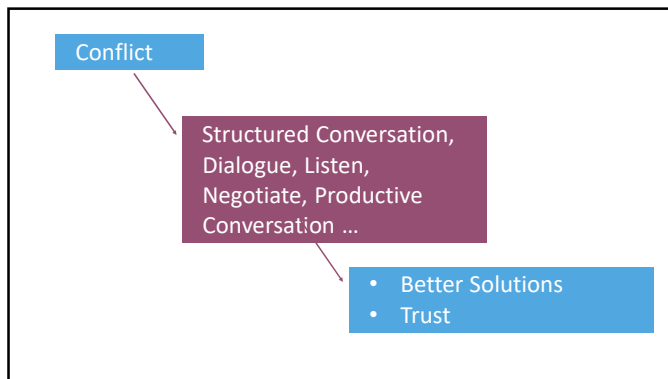 Conflict
Structured Conversation,
Dialogue, Listen,
Negotiate, Productive
Conversation …
• Better Solutions
• Trust